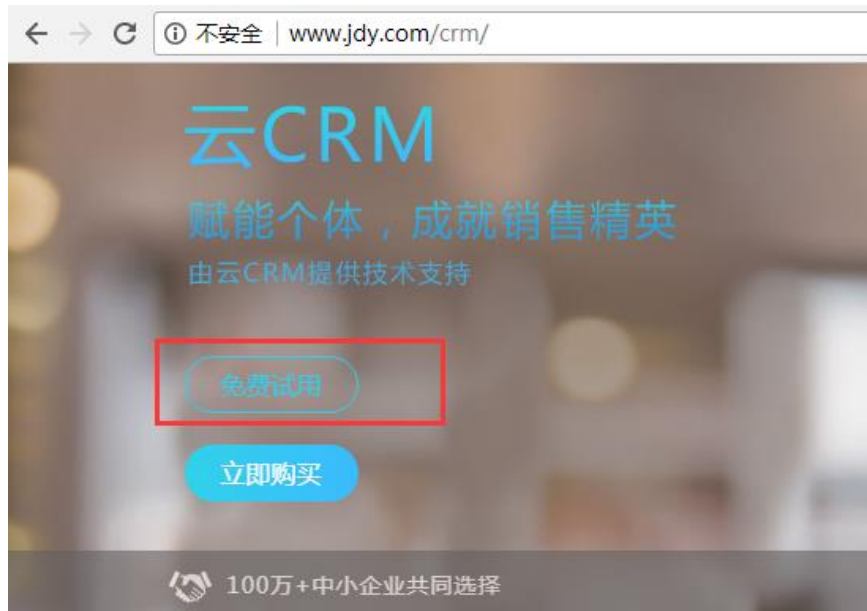 不安全 | www.jdy.com/crm/
云CRM
赋能个体，成就销售精英
由云CRM提供技术支持
免费试用
立即购买
100万+中小企业共同选择